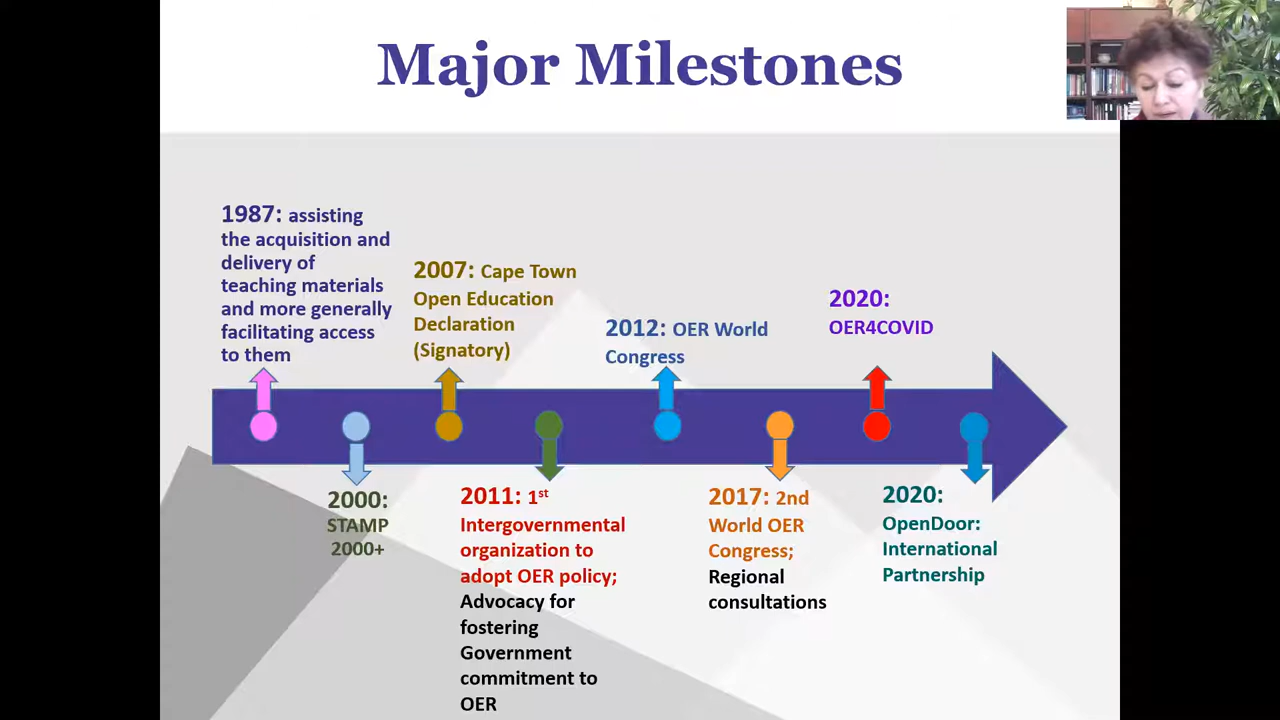 Major Milestones
1987: assisting
the acquisition and
delivery of
teaching materials
and more generally
facilitating access
to them
2000:
STAMP
2000+
2007: Cape Town
Open Education
Declaration
(Signatory)
2011: 1st
Intergovernmental
organization to
adopt OER policy;
Advocacy for
fostering
Government
commitment to
OER
2012: OER World
Congress
2017: 2nd
World OER
Congress;
Regional
consultations
2020:
OER4COVID
2020:
OpenDoor:
International
Partnership